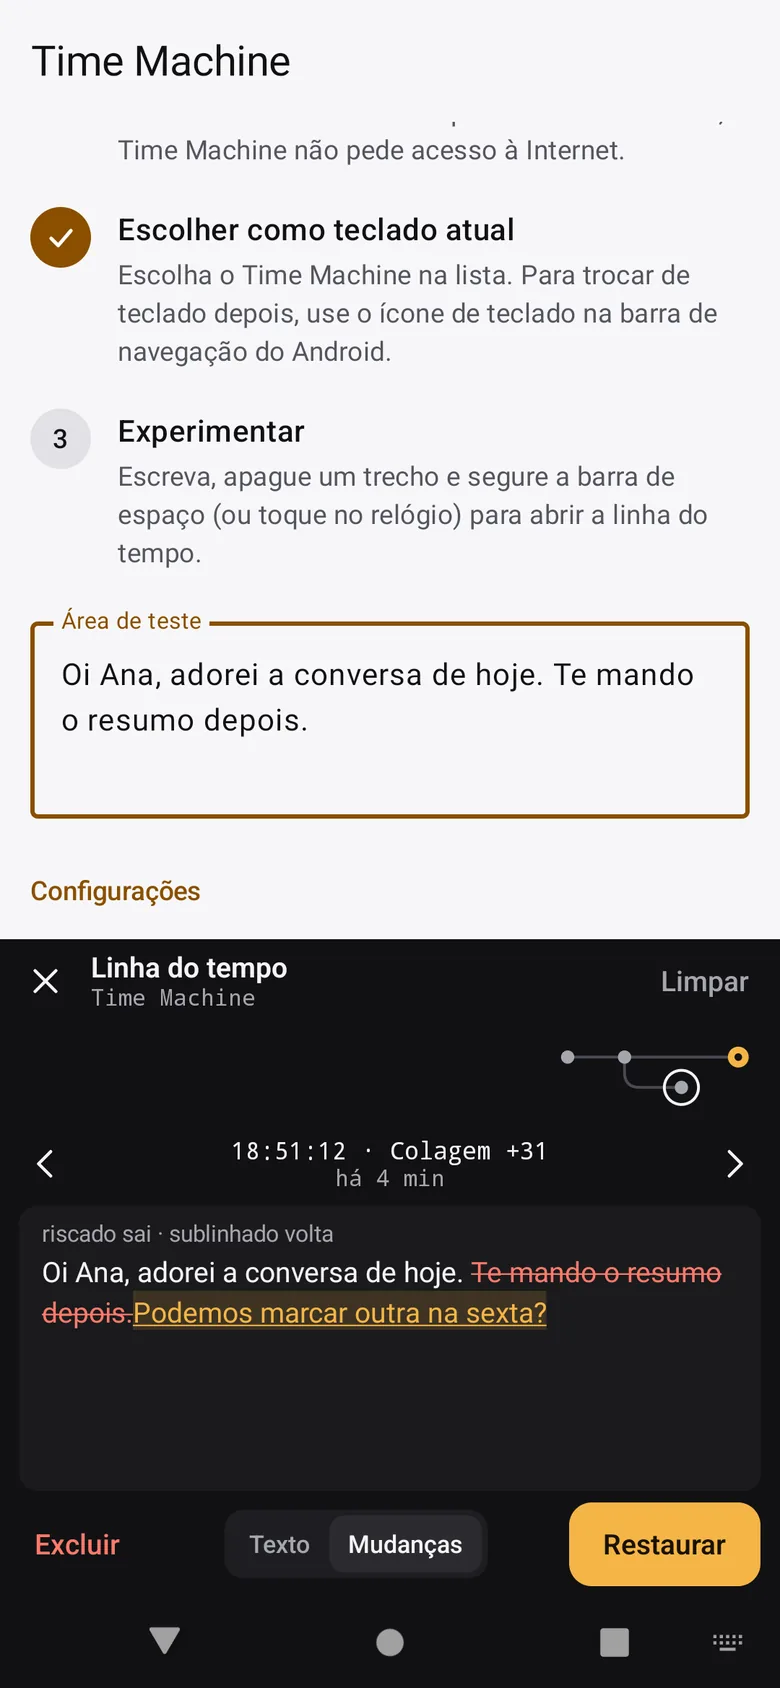 Time Machine
Time Machine não pede acesso à Internet.
Escolher como teclado atual
Escolha o Time Machine na lista. Para trocar de
teclado depois, use o ícone de teclado na barra de
navegação do Android.
3
Experimentar
Escreva, apague um trecho e segure a barra de
espaço (ou toque no relógio) para abrir a linha do
tempo.
Área de teste
Oi Ana, adorei a conversa de hoje. Te mando
o resumo depois.
Configurações
Linha do tempo
Time Machine
Limpar
18:51:12 · Colagem +31
há 4 min
riscado sai · sublinhado volta
Oi Ana, adorei a conversa de hoje. Te mando o resumo
depois.Podemos marcar outra na sexta?
Excluir
Texto
Mudanças
Restaurar